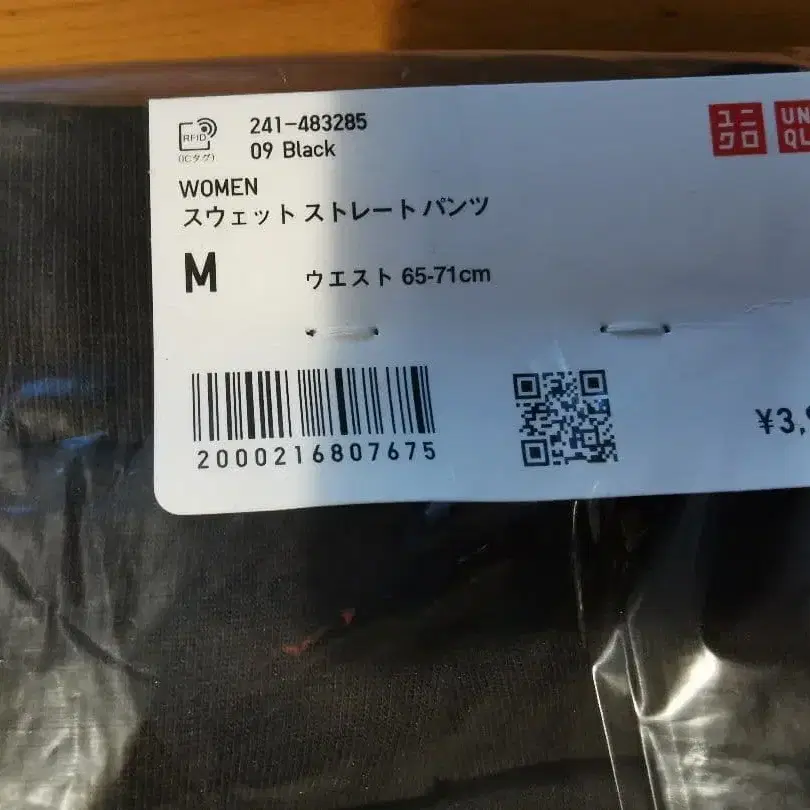 RFID
(ICタグ)
241-483285
09 Black
ユニ
クロ
UN
QL
WOMEN
スウェット ストレートパンツ
M
ウエスト 65-71cm
2000216807675
¥3,9